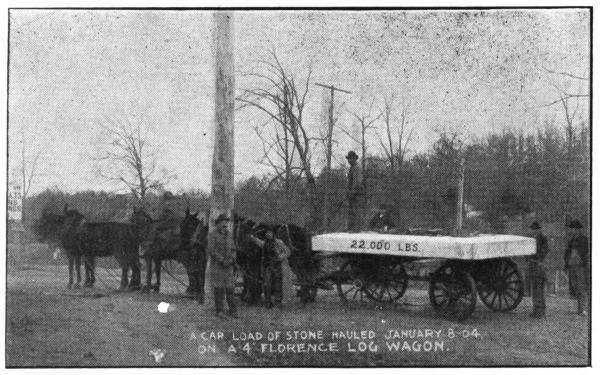 22.000 LBS.
A CAR LOAD OF STONE HAULED JANUARY-8-04
ON A 4" FLORENCE LOG WAGON.